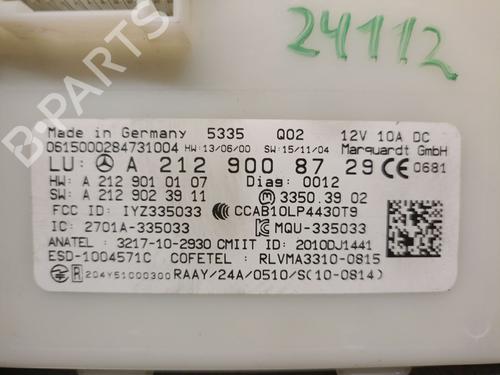 24112
B-PARTS
Made in Germany 5335 Q02 12V 10A DC
0615000284731004 HW: 13/06/00 SW: 15/11/04 Marquardt GmbH
LU: A 212 900 87 29 CE 0681
HW: A 212 901 01 07 Diag: 0012
SW: A 212 902 39 11 3350.3902
FCC ID: IYZ335033 CCAB10LP4430T9
IC: 2701A-335033 MQU-335033
ANATEL : 3217-10-2930 CMIIT ID: 2010DJ1441
ESD-1004571C COFETEL : RLVMA3310-0815
R 204Y51000300 RAAY/24A/0510/S(10-0814)